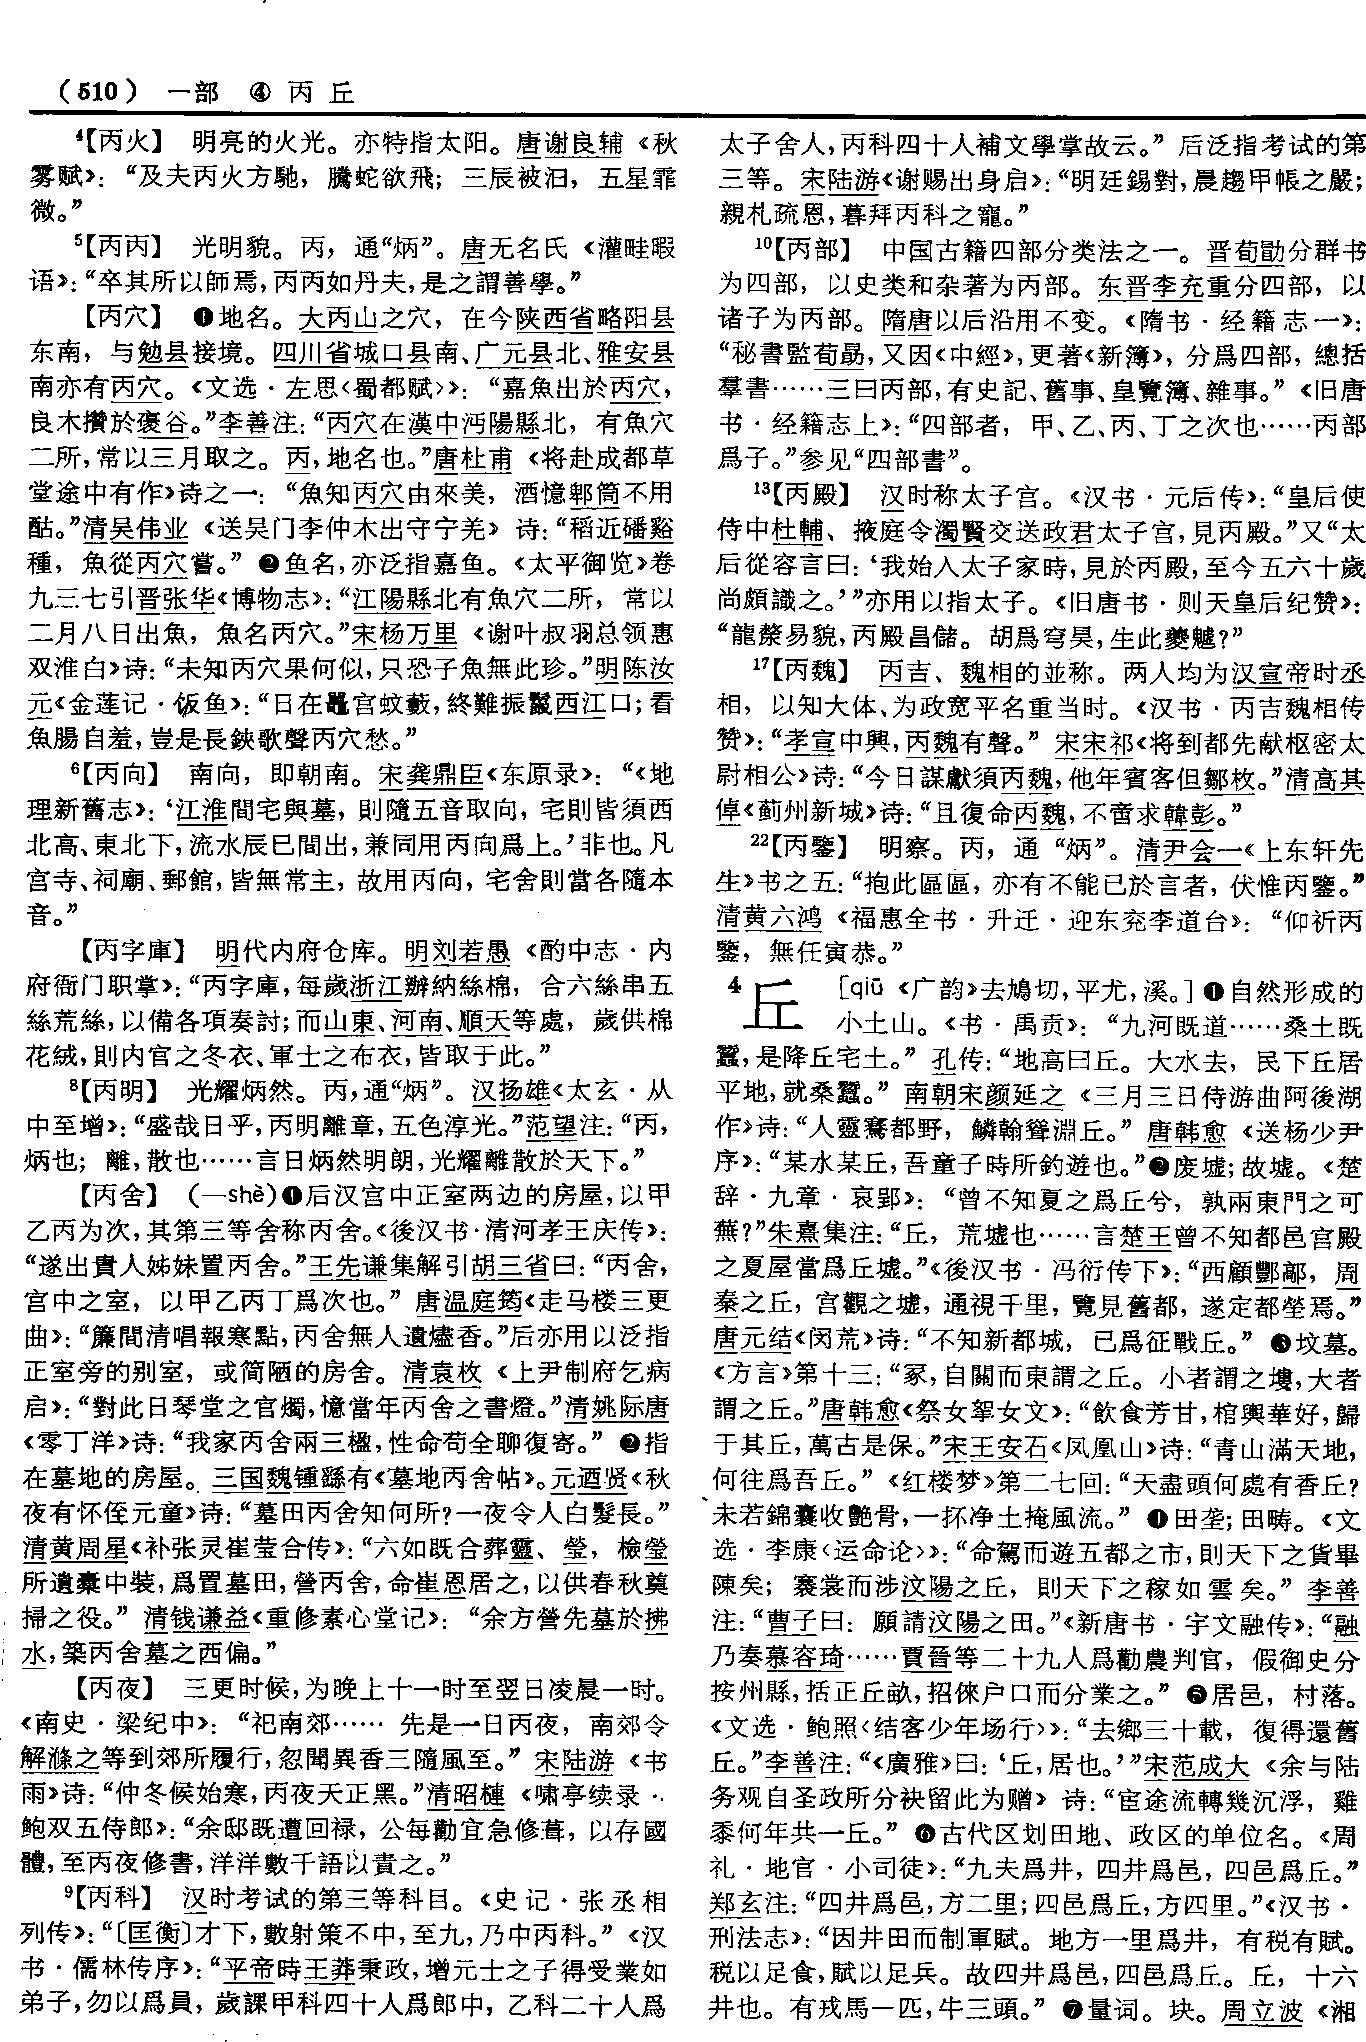 （510） 一部 ④ 丙 丘
⁴【丙火】 明亮的火光。亦特指太阳。唐谢良辅《秋
雾赋》：“及夫丙火方馳，騰蛇欲飛；三辰被汨，五星霏
微。”
⁵【丙丙】 光明貌。丙，通“炳”。唐无名氏《灌畦暇
语》：“卒其所以師焉，丙丙如丹夫，是之謂善學。”
【丙穴】 ❶地名。大丙山之穴，在今陕西省略阳县
东南，与勉县接境。四川省城口县南、广元县北、雅安县
南亦有丙穴。《文选·左思〈蜀都赋〉》：“嘉魚出於丙穴，
良木攢於褒谷。”李善注：“丙穴在漢中沔陽縣北，有魚穴
二所，常以三月取之。丙，地名也。”唐杜甫《将赴成都草
堂途中有作》诗之一：“魚知丙穴由來美，酒憶郫筒不用
酤。”清吴伟业《送吴门李仲木出守宁羌》诗：“稻近磻谿
種，魚從丙穴嘗。”❷鱼名，亦泛指嘉鱼。《太平御览》卷
九三七引晋张华《博物志》：“江陽縣北有魚穴二所，常以
二月八日出魚，魚名丙穴。”宋杨万里《谢叶叔羽总领惠
双淮白》诗：“未知丙穴果何似，只恐子魚無此珍。”明陈汝
元《金莲记·饭鱼》：“日在鼂宫蚊藪，終難振鬣西江口；看
魚腸自羞，豈是長鋏歌聲丙穴愁。”
⁶【丙向】 南向，即朝南。宋龚鼎臣《东原录》：“《地
理新舊志》：‘江淮間宅與墓，則隨五音取向，宅則皆須西
北高、東北下，流水辰巳間出，兼同用丙向爲上。’非也。凡
宫寺、祠廟、郵館，皆無常主，故用丙向，宅舍則當各隨本
音。”
【丙字庫】 明代内府仓库。明刘若愚《酌中志·内
府衙门职掌》：“丙字庫，每歲浙江辦納絲棉，合六絲串五
絲荒絲，以備各項奏討；而山東、河南、順天等處，歲供棉
花絨，則内官之冬衣、軍士之布衣，皆取于此。”
⁸【丙明】 光耀炳然。丙，通“炳”。汉扬雄《太玄·从
中至增》：“盛哉日乎，丙明離章，五色淳光。”范望注：“丙，
炳也；離，散也……言日炳然明朗，光耀離散於天下。”
【丙舍】 （—shè）❶后汉宫中正室两边的房屋，以甲
乙丙为次，其第三等舍称丙舍。《後汉书·清河孝王庆传》：
“遂出貴人姊妹置丙舍。”王先谦集解引胡三省曰：“丙舍，
宫中之室，以甲乙丙丁爲次也。”唐温庭筠《走马楼三更
曲》：“簾間清唱報寒點，丙舍無人遺燼香。”后亦用以泛指
正室旁的别室，或简陋的房舍。清袁枚《上尹制府乞病
启》：“對此日琴堂之官燭，憶當年丙舍之書燈。”清姚际唐
《零丁洋》诗：“我家丙舍兩三楹，性命苟全聊復寄。”❷指
在墓地的房屋。三国魏锺繇有《墓地丙舍帖》。元迺贤《秋
夜有怀侄元童》诗：“墓田丙舍知何所？一夜令人白髮長。”
清黄周星《补张灵崔莹合传》：“六如既合葬靈、瑩，檢瑩
所遺橐中裝，爲置墓田，營丙舍，命崔恩居之，以供春秋奠
掃之役。”清钱谦益《重修素心堂记》：“余方營先墓於拂
水，築丙舍墓之西偏。”
【丙夜】 三更时候，为晚上十一时至翌日凌晨一时。
《南史·梁纪中》：“祀南郊……先是一日丙夜，南郊令
解滌之等到郊所履行，忽聞異香三隨風至。”宋陆游《书
雨》诗：“仲冬候始寒，丙夜天正黑。”清昭槤《啸亭续录·
鲍双五侍郎》：“余邸既遭回禄，公每勸宜急修葺，以存國
體，至丙夜修書，洋洋數千語以責之。”
⁹【丙科】 汉时考试的第三等科目。《史记·张丞相
列传》：“〔匡衡〕才下，數射策不中，至九，乃中丙科。”《汉
书·儒林传序》：“平帝時王莽秉政，增元士之子得受業如
弟子，勿以爲員，歲課甲科四十人爲郎中，乙科二十人爲
太子舍人，丙科四十人補文學掌故云。”后泛指考试的第
三等。宋陆游《谢赐出身启》：“明廷錫對，晨趨甲帳之嚴；
親札疏恩，暮拜丙科之寵。”
¹⁰【丙部】 中国古籍四部分类法之一。晋荀勖分群书
为四部，以史类和杂著为丙部。东晋李充重分四部，以
诸子为丙部。隋唐以后沿用不变。《隋书·经籍志一》：
“秘書監荀勗，又因《中經》，更著《新簿》，分爲四部，總括
羣書……三曰丙部，有史記、舊事、皇覽簿、雜事。”《旧唐
书·经籍志上》：“四部者，甲、乙、丙、丁之次也……丙部
爲子。”参见“四部書”。
¹³【丙殿】 汉时称太子宫。《汉书·元后传》：“皇后使
侍中杜輔、掖庭令濁賢交送政君太子宫，見丙殿。”又“太
后從容言曰：‘我始入太子家時，見於丙殿，至今五六十歲
尚頗識之。’”亦用以指太子。《旧唐书·则天皇后纪赞》：
“龍漦易貌，丙殿昌儲。胡爲穹昊，生此夔魖？”
¹⁷【丙魏】 丙吉、魏相的並称。两人均为汉宣帝时丞
相，以知大体、为政宽平名重当时。《汉书·丙吉魏相传
赞》：“孝宣中興，丙魏有聲。”宋宋祁《将到都先献枢密太
尉相公》诗：“今日謀獻須丙魏，他年賓客但鄒枚。”清高其
倬《蓟州新城》诗：“且復命丙魏，不啻求韓彭。”
²²【丙鑒】 明察。丙，通“炳”。清尹会一《上东轩先
生》书之五：“抱此區區，亦有不能已於言者，伏惟丙鑒。”
清黄六鸿《福惠全书·升迁·迎东兖李道台》：“仰祈丙
鑒，無任寅恭。”
⁴丘 ［qiū《广韵》去鳩切，平尤，溪。］❶自然形成的
小土山。《书·禹贡》：“九河既道……桑土既
蠶，是降丘宅土。”孔传：“地高曰丘。大水去，民下丘居
平地，就桑蠶。”南朝宋颜延之《三月三日侍游曲阿後湖
作》诗：“人靈騫都野，鱗翰聳淵丘。”唐韩愈《送杨少尹
序》：“某水某丘，吾童子時所釣遊也。”❷废墟；故墟。《楚
辞·九章·哀郢》：“曾不知夏之爲丘兮，孰兩東門之可
蕪？”朱熹集注：“丘，荒墟也……言楚王曾不知都邑宫殿
之夏屋當爲丘墟。”《後汉书·冯衍传下》：“西顧酆鄗，周
秦之丘，宫觀之墟，通視千里，覽見舊都，遂定都塋焉。”
唐元结《闵荒》诗：“不知新都城，已爲征戰丘。”❸坟墓。
《方言》第十三：“冢，自關而東謂之丘。小者謂之塿，大者
謂之丘。”唐韩愈《祭女挐女文》：“飲食芳甘，棺輿華好，歸
于其丘，萬古是保。”宋王安石《凤凰山》诗：“青山滿天地，
何往爲吾丘。”《红楼梦》第二七回：“天盡頭何處有香丘？
未若錦囊收艷骨，一抔净土掩風流。”❹田垄；田畴。《文
选·李康〈运命论〉》：“命駕而遊五都之市，則天下之貨畢
陳矣；褰裳而涉汶陽之丘，則天下之稼如雲矣。”李善
注：“曹子曰：願請汶陽之田。”《新唐书·宇文融传》：“融
乃奏慕容琦……賈晉等二十九人爲勸農判官，假御史分
按州縣，括正丘畝，招徠户口而分業之。”❺居邑，村落。
《文选·鲍照〈结客少年场行〉》：“去鄉三十載，復得還舊
丘。”李善注：“《廣雅》曰：‘丘，居也。’”宋范成大《余与陆
务观自圣政所分袂留此为赠》诗：“宦途流轉幾沉浮，雞
黍何年共一丘。”❻古代区划田地、政区的单位名。《周
礼·地官·小司徒》：“九夫爲井，四井爲邑，四邑爲丘。”
郑玄注：“四井爲邑，方二里；四邑爲丘，方四里。”《汉书·
刑法志》：“因井田而制軍賦。地方一里爲井，有税有賦。
税以足食，賦以足兵。故四井爲邑，四邑爲丘。丘，十六
井也。有戎馬一匹，牛三頭。”❼量词。块。周立波《湘